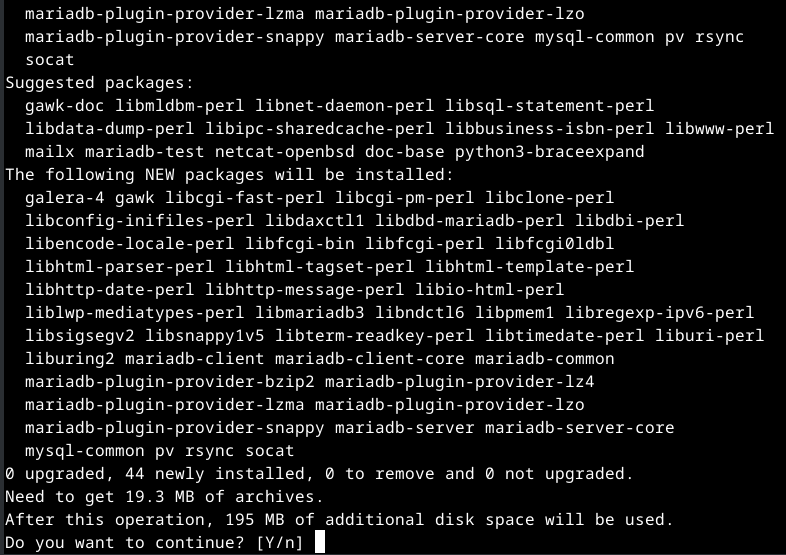 mariadb-plugin-provider-lzma mariadb-plugin-provider-lzo
mariadb-plugin-provider-snappy mariadb-server-core mysql-common pv rsync
socat
Suggested packages:
gawk-doc libmldbm-perl libnet-daemon-perl libsql-statement-perl
libdata-dump-perl libipc-sharedcache-perl libbusiness-isbn-perl libwww-perl
mailx mariadb-test netcat-openbsd doc-base python3-braceexpand
The following NEW packages will be installed:
galera-4 gawk libcgi-fast-perl libcgi-pm-perl libclone-perl
libconfig-inifiles-perl libdaxctl1 libdbd-mariadb-perl libdbi-perl
libencode-locale-perl libfcgi-bin libfcgi-perl libfcgi0ldbl
libhtml-parser-perl libhtml-tagset-perl libhtml-template-perl
libhttp-date-perl libhttp-message-perl libio-html-perl
liblwp-mediatypes-perl libmariadb3 libndctl6 libpmem1 libregexp-ipv6-perl
libsigsegv2 libsnappy1v5 libterm-readkey-perl libtimedate-perl liburi-perl
liburing2 mariadb-client mariadb-client-core mariadb-common
mariadb-plugin-provider-bzip2 mariadb-plugin-provider-lz4
mariadb-plugin-provider-lzma mariadb-plugin-provider-lzo
mariadb-plugin-provider-snappy mariadb-server mariadb-server-core
mysql-common pv rsync socat
0 upgraded, 44 newly installed, 0 to remove and 0 not upgraded.
Need to get 19.3 MB of archives.
After this operation, 195 MB of additional disk space will be used.
Do you want to continue? [Y/n]